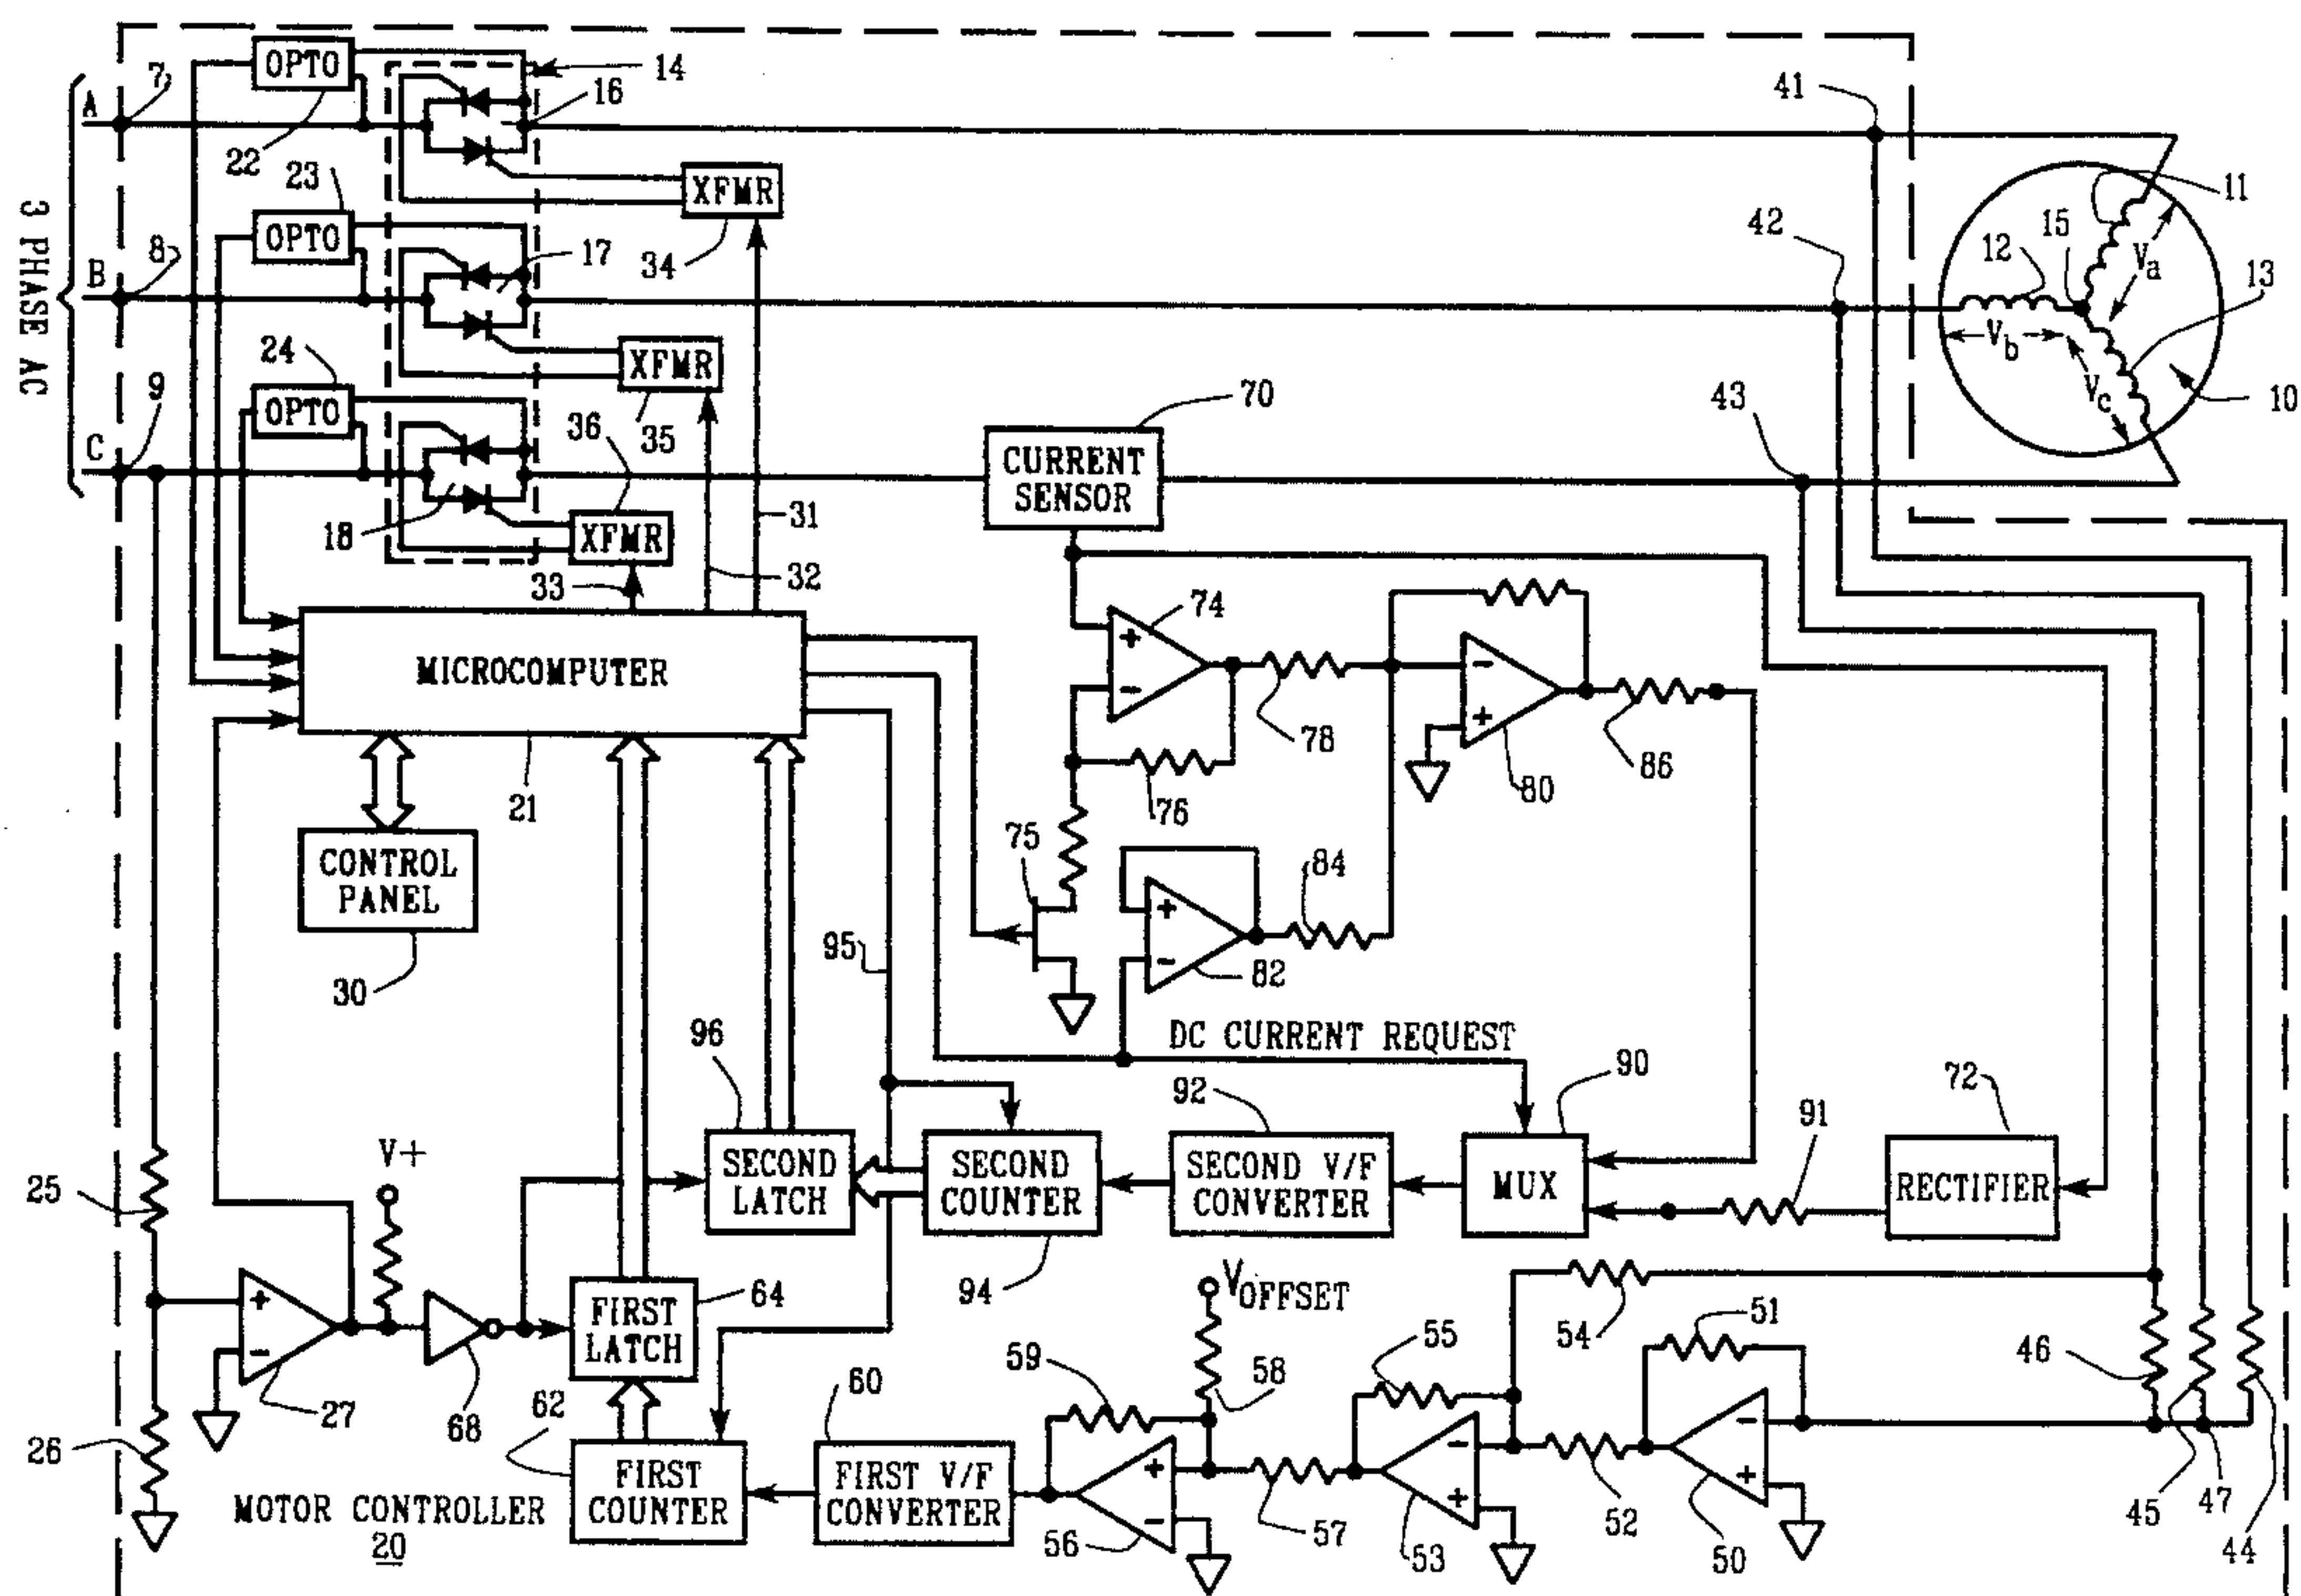 OPTO
14
7
16
41
A
22
XFMR
11
23
OPTO
42
15
12
Va
8
17
34
13
B
3 PHASE AC
Vb
24
XFMR
Vc
9
OPTO
36
35
70
43
10
C
CURRENT
SENSOR
18
XFMR
31
33
32
74
+
MICROCOMPUTER
-
-
+
78
86
21
76
80
CONTROL
PANEL
75
84
+
-
95
82
30
96
DC CURRENT REQUEST
90
92
72
91
V+
SECOND
LATCH
SECOND
COUNTER
SECOND V/F
CONVERTER
MUX
RECTIFIER
25
64
94
VOFFSET
+
-
FIRST
LATCH
54
51
59
55
46
58
27
68
62
60
-
+
26
+
-
-
+
FIRST
COUNTER
FIRST V/F
CONVERTER
MOTOR CONTROLLER
20
56
57
53
52
50
45
47
44